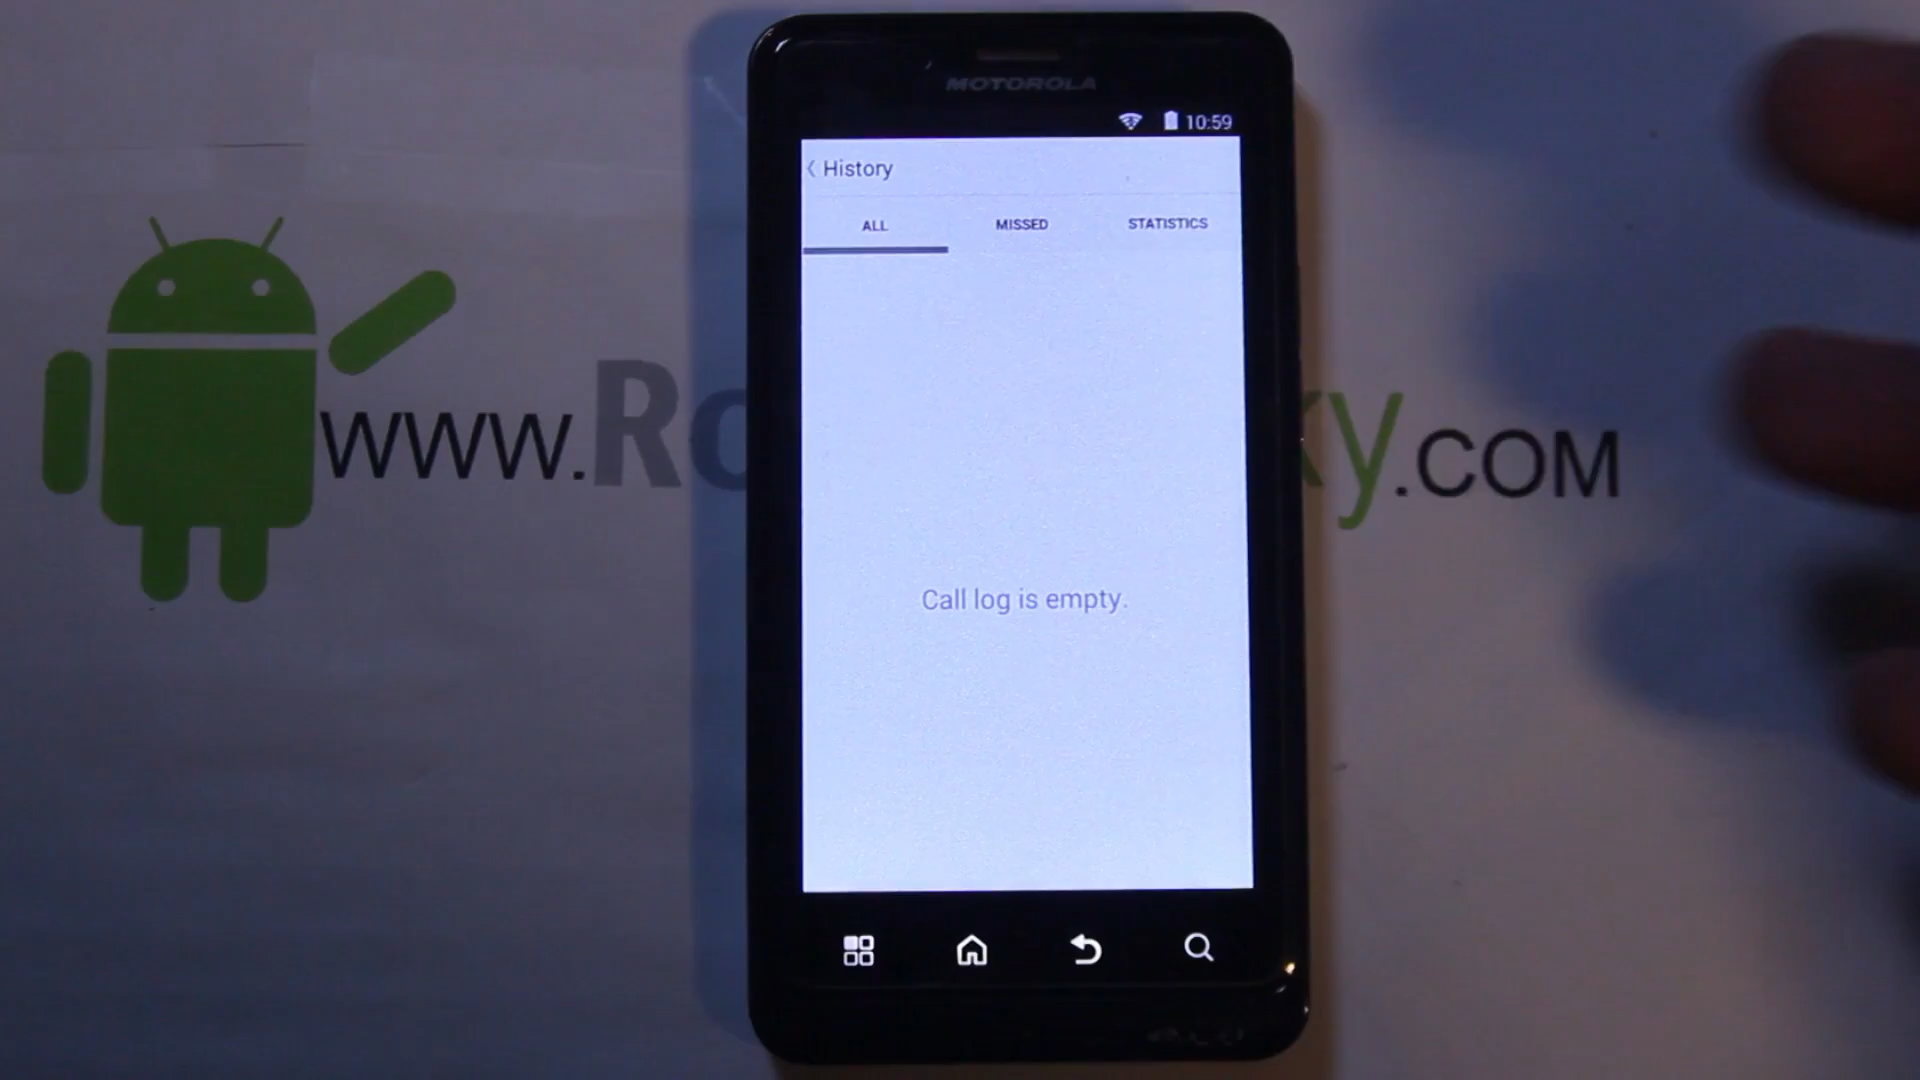 MOTOROLA
10:59
History
ALL MISSED STATISTICS
www. .COM
Call log is empty.